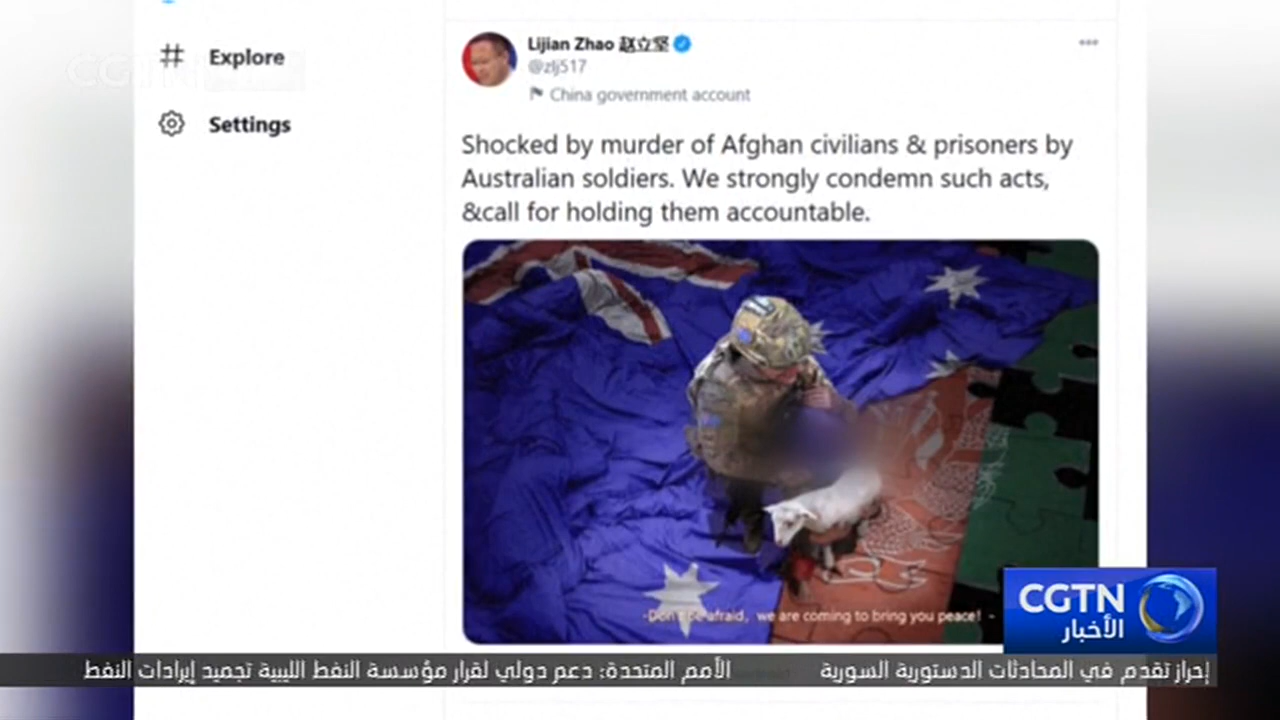 CGTN
# Explore
Settings
Lijian Zhao 赵立坚
@zlj517
China government account
Shocked by murder of Afghan civilians & prisoners by
Australian soldiers. We strongly condemn such acts,
&call for holding them accountable.
-Don't be afraid, we are coming to bring you peace! -
CGTN
الأخبار
إحراز تقدم في المحادثات الدستورية السورية
الأمم المتحدة: دعم دولي لقرار مؤسسة النفط الليبية تجميد إيرادات النفط